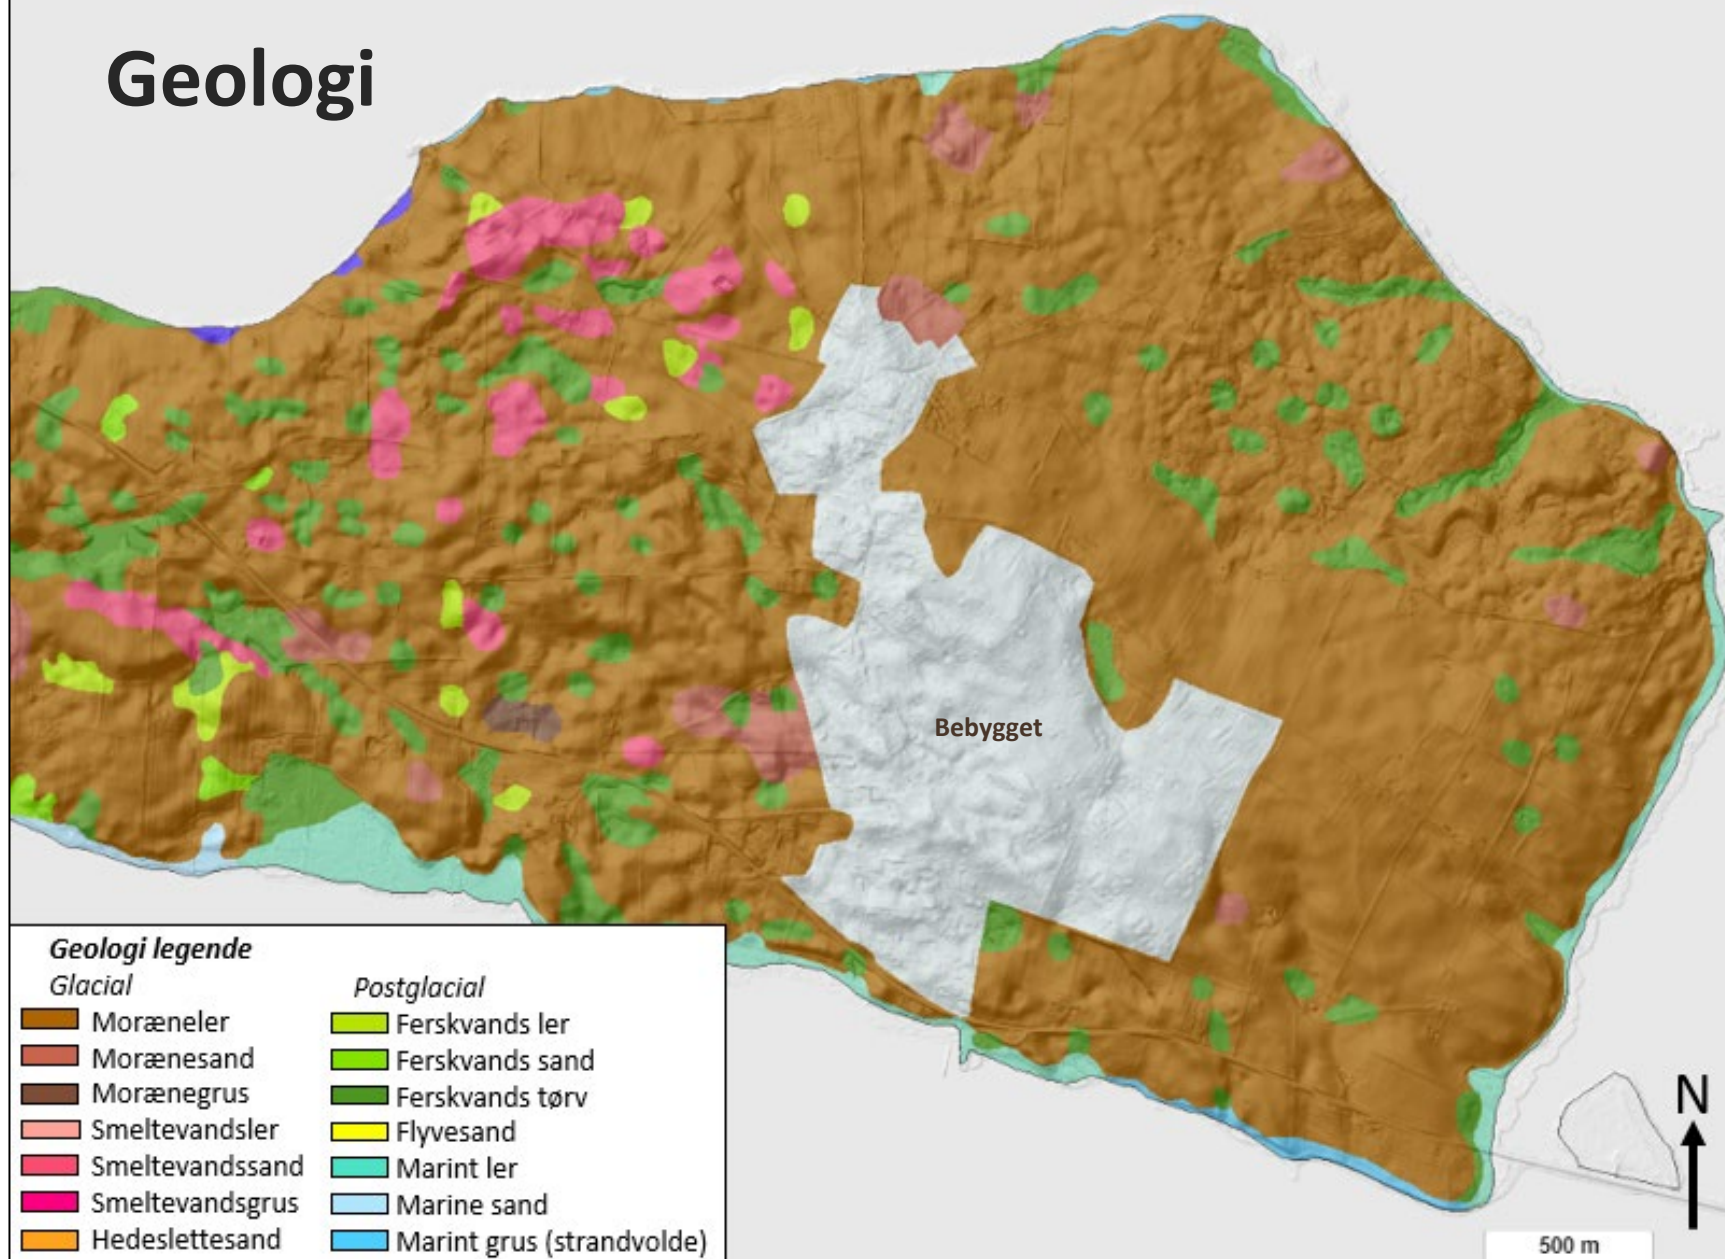 Geologi
Bebygget
Geologi legende
Glacial
Postglacial
Moræneler
Ferskvands ler
Morænesand
Ferskvands sand
Morænegrus
Ferskvands tørv
Smeltevandsler
Flyvesand
Smeltevandssand
Marint ler
Smeltevandsgrus
Marine sand
Hedeslettesand
Marint grus (strandvolde)
N
500 m